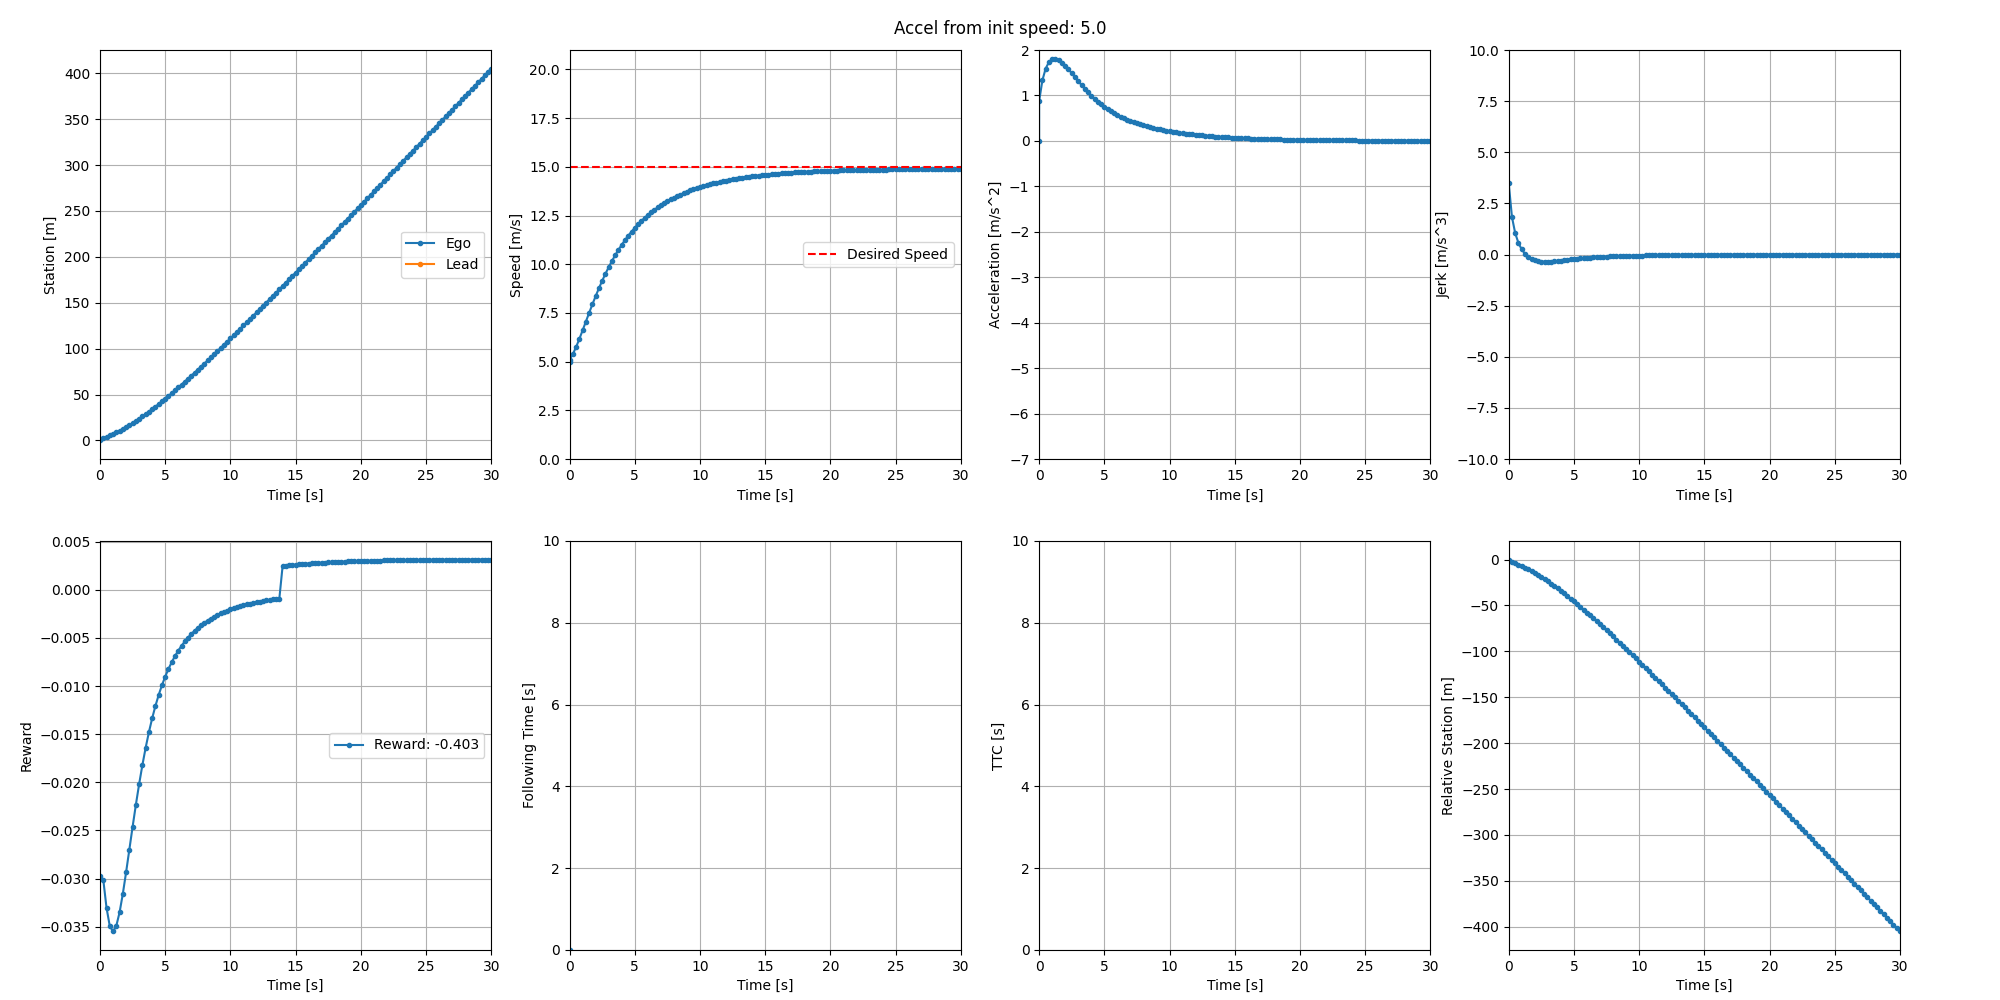 Accel from init speed: 5.0
Station [m]
400
350
300
250
200
150
100
50
0
Ego
Lead
0 5 10 15 20 25 30
Time [s]
Speed [m/s]
20.0
17.5
15.0
12.5
10.0
7.5
5.0
2.5
0.0
Desired Speed
0 5 10 15 20 25 30
Time [s]
Acceleration [m/s^2]
2
1
0
−1
−2
−3
−4
−5
−6
−7
0 5 10 15 20 25 30
Time [s]
Jerk [m/s^3]
10.0
7.5
5.0
2.5
0.0
−2.5
−5.0
−7.5
−10.0
0 5 10 15 20 25 30
Time [s]
Reward
0.005
0.000
−0.005
−0.010
−0.015
−0.020
−0.025
−0.030
−0.035
Reward: -0.403
0 5 10 15 20 25 30
Time [s]
Following Time [s]
10
8
6
4
2
0
0 5 10 15 20 25 30
Time [s]
TTC [s]
10
8
6
4
2
0
0 5 10 15 20 25 30
Time [s]
Relative Station [m]
0
−50
−100
−150
−200
−250
−300
−350
−400
0 5 10 15 20 25 30
Time [s]